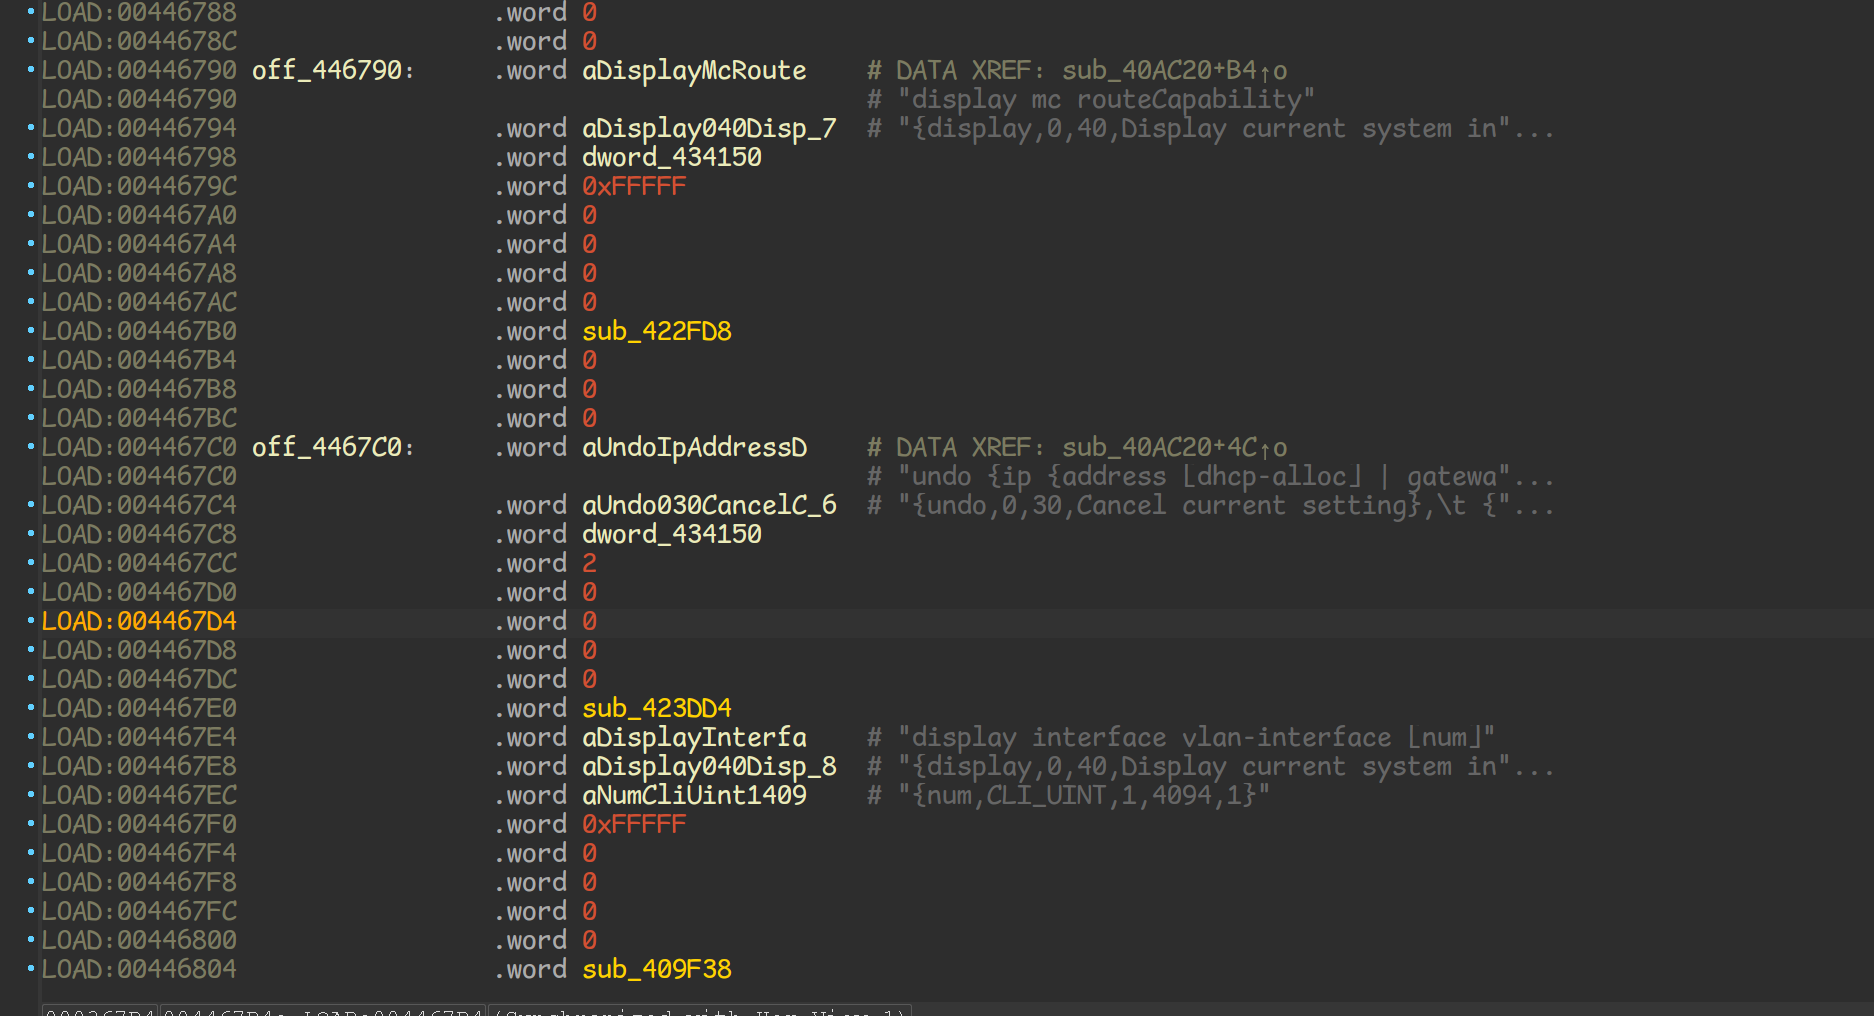 LOAD:00446788 .word 0
LOAD:0044678C .word 0
LOAD:00446790 off_446790: .word aDisplayMcRoute # DATA XREF: sub_40AC20+B4↑o
LOAD:00446790 # "display mc routeCapability"
LOAD:00446794 .word aDisplay040Disp_7 # "{display,0,40,Display current system in"...
LOAD:00446798 .word dword_434150
LOAD:0044679C .word 0xFFFFF
LOAD:004467A0 .word 0
LOAD:004467A4 .word 0
LOAD:004467A8 .word 0
LOAD:004467AC .word 0
LOAD:004467B0 .word sub_422FD8
LOAD:004467B4 .word 0
LOAD:004467B8 .word 0
LOAD:004467BC .word 0
LOAD:004467C0 off_4467C0: .word aUndoIpAddressD # DATA XREF: sub_40AC20+4C↑o
LOAD:004467C0 # "undo {ip {address ⌊dhcp-alloc⌋ | gatewa"...
LOAD:004467C4 .word aUndo030CancelC_6 # "{undo,0,30,Cancel current setting},\t {"...
LOAD:004467C8 .word dword_434150
LOAD:004467CC .word 2
LOAD:004467D0 .word 0
LOAD:004467D4 .word 0
LOAD:004467D8 .word 0
LOAD:004467DC .word 0
LOAD:004467E0 .word sub_423DD4
LOAD:004467E4 .word aDisplayInterfa # "display interface vlan-interface ⌊num⌋"
LOAD:004467E8 .word aDisplay040Disp_8 # "{display,0,40,Display current system in"...
LOAD:004467EC .word aNumCliUint1409 # "{num,CLI_UINT,1,4094,1}"
LOAD:004467F0 .word 0xFFFFF
LOAD:004467F4 .word 0
LOAD:004467F8 .word 0
LOAD:004467FC .word 0
LOAD:00446800 .word 0
LOAD:00446804 .word sub_409F38